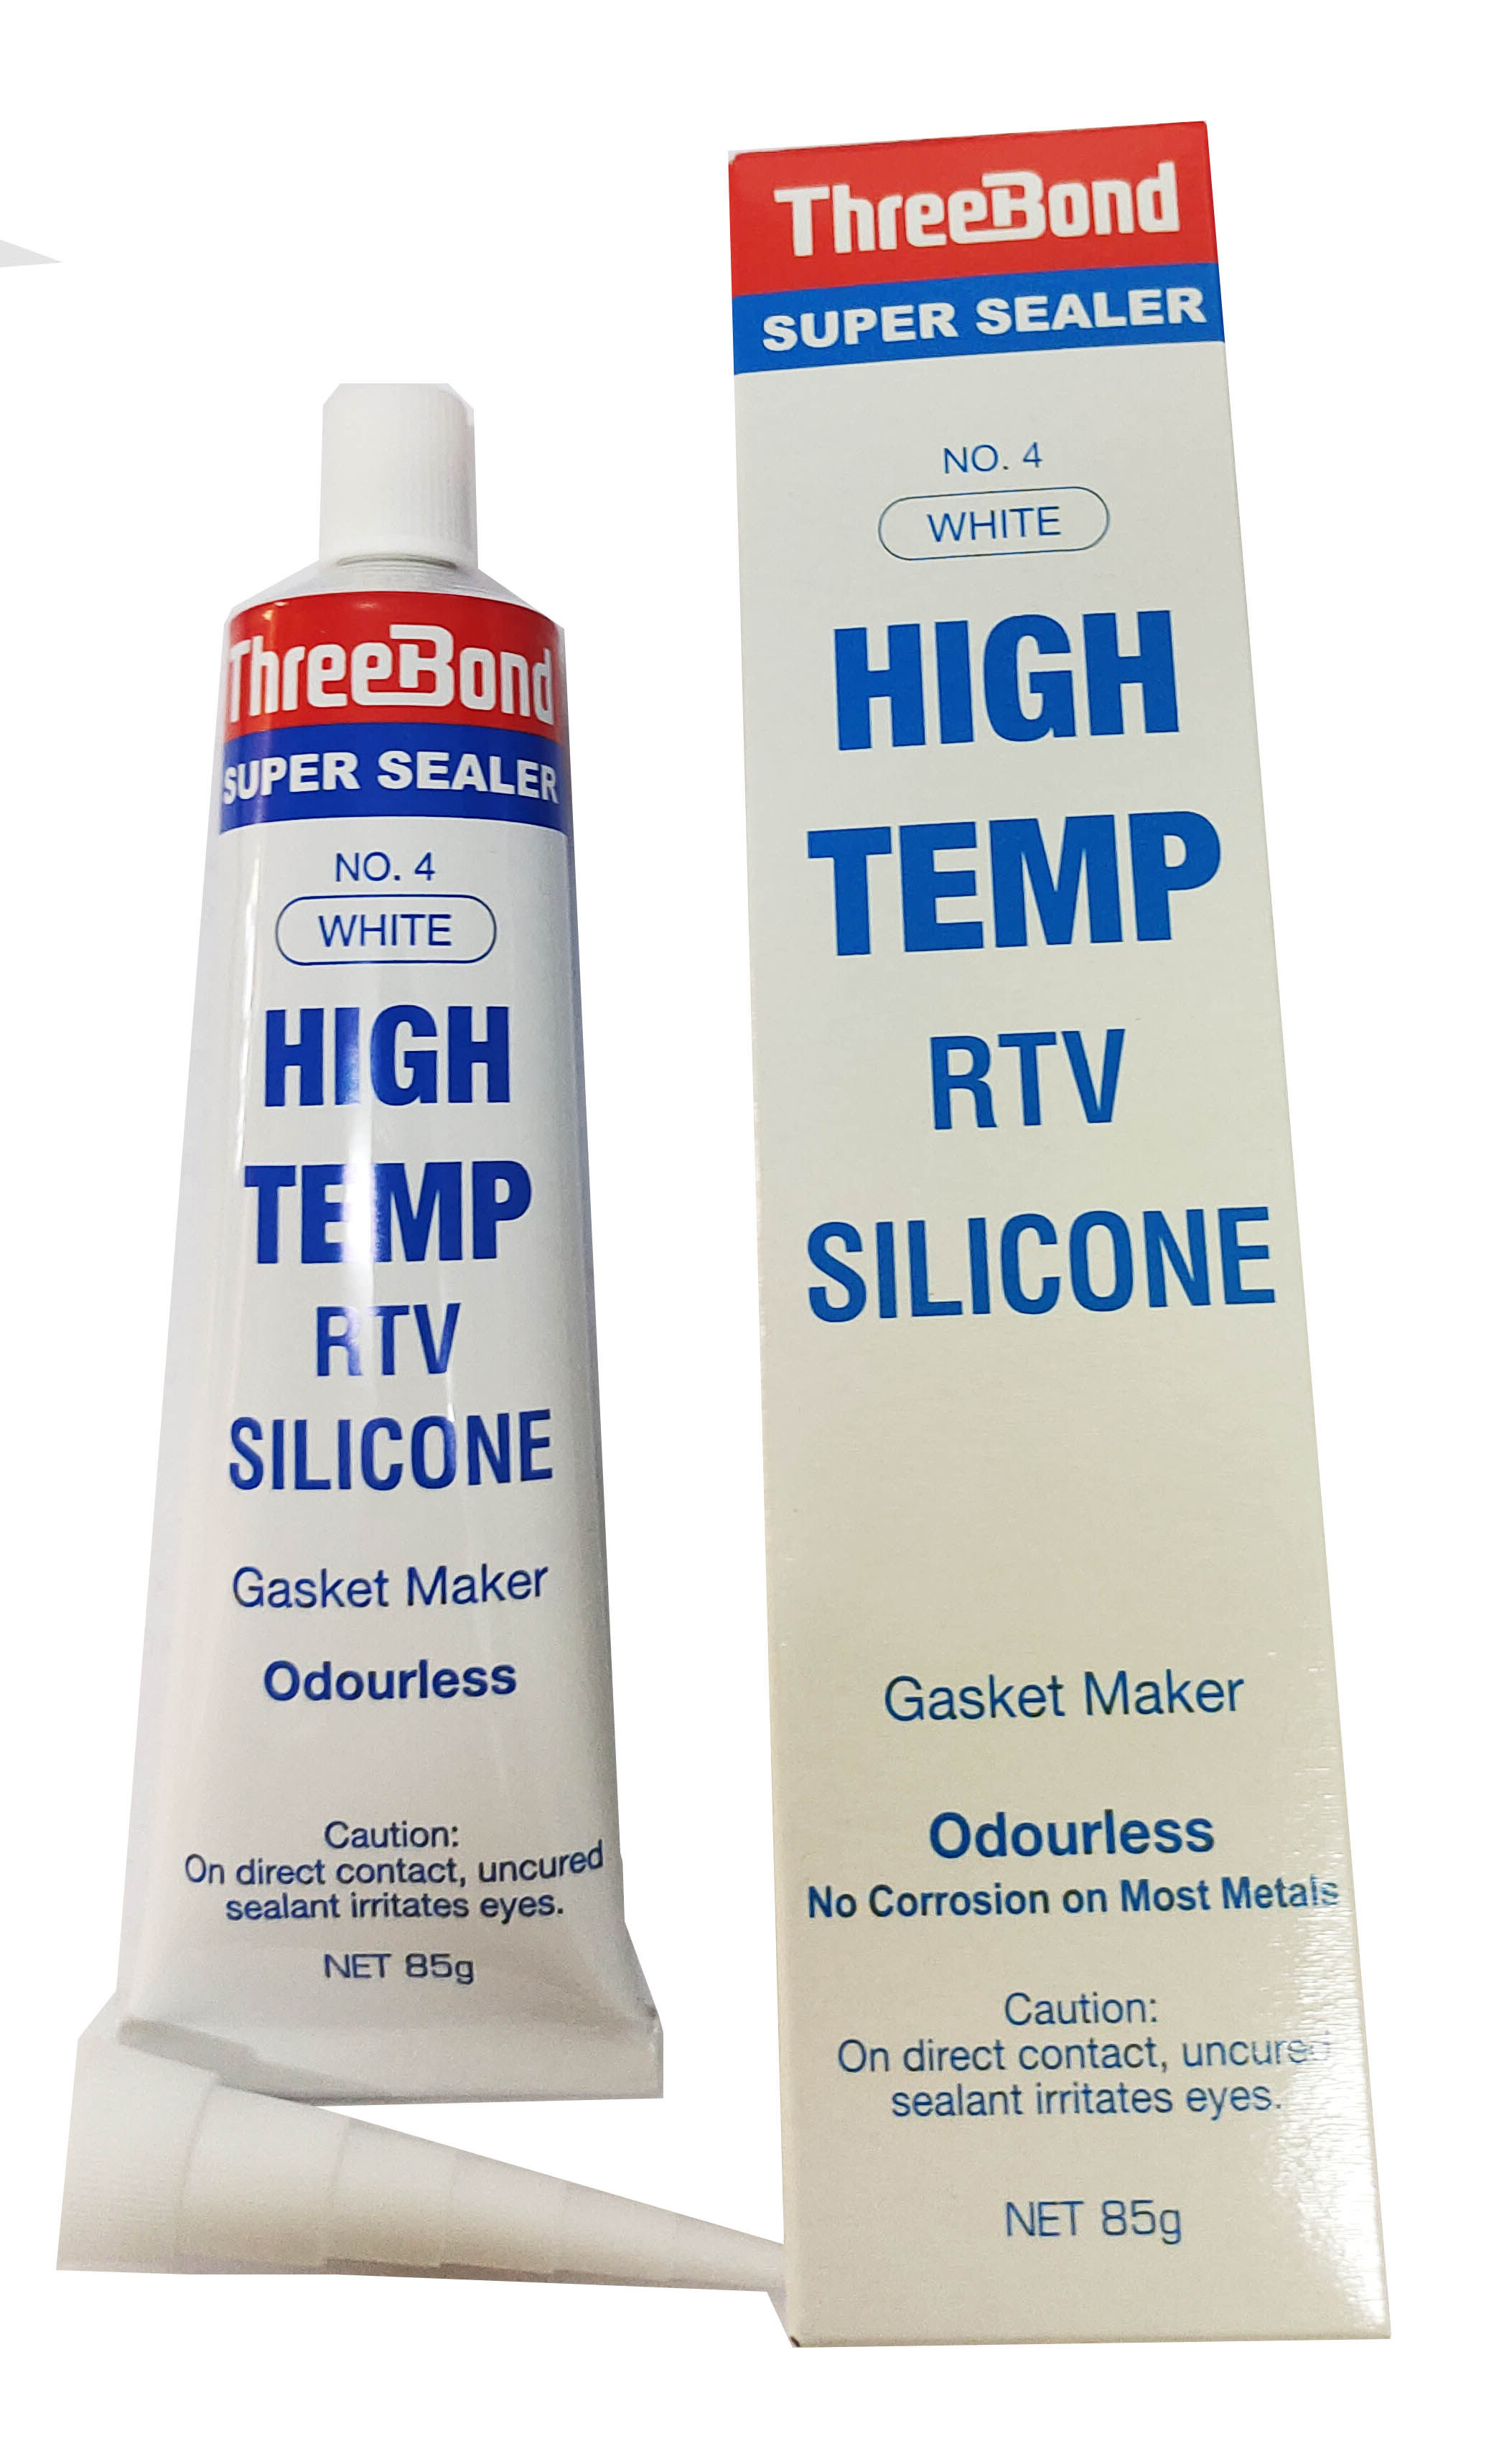 ThreeBond
SUPER SEALER
NO. 4
WHITE
HIGH
TEMP
RTV
SILICONE
Gasket Maker
Odourless
Caution:
On direct contact, uncured
sealant irritates eyes.
NET 85g
ThreeBond
SUPER SEALER
NO. 4
WHITE
HIGH
TEMP
RTV
SILICONE
Gasket Maker
Odourless
No Corrosion on Most Metals
Caution:
On direct contact, uncured
sealant irritates eyes.
NET 85g